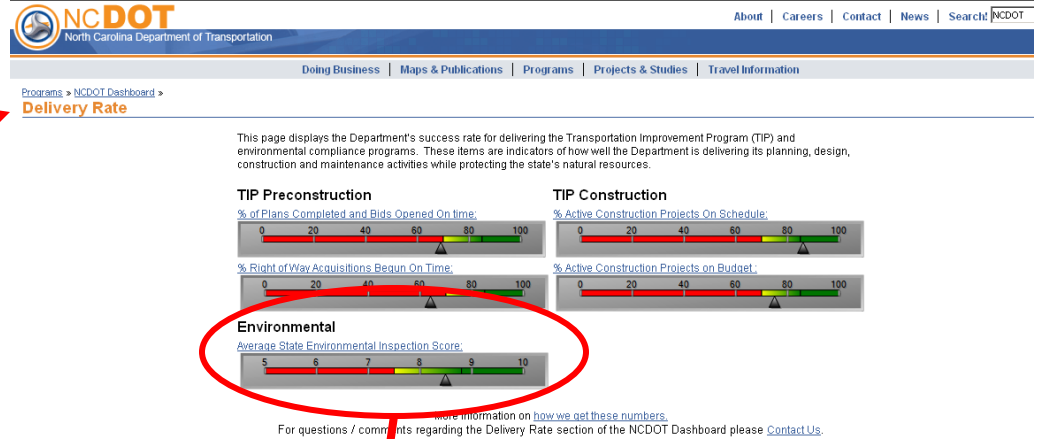 NCDOT
North Carolina Department of Transportation
About | Careers | Contact | News | Search: NCDOT
Doing Business | Maps & Publications | Programs | Projects & Studies | Travel Information
Programs » NCDOT Dashboard »
Delivery Rate
This page displays the Department's success rate for delivering the Transportation Improvement Program (TIP) and
environmental compliance programs. These items are indicators of how well the Department is delivering its planning, design,
construction and maintenance activities while protecting the state's natural resources.
TIP Preconstruction
% of Plans Completed and Bids Opened On time:
0 20 40 60 80 100
% Right of Way Acquisitions Begun On Time:
0 20 40 60 80 100
TIP Construction
% Active Construction Projects On Schedule:
0 20 40 60 80 100
% Active Construction Projects on Budget :
0 20 40 60 80 100
Environmental
Average State Environmental Inspection Score:
5 6 7 8 9 10
More information on how we get these numbers.
For questions / comments regarding the Delivery Rate section of the NCDOT Dashboard please Contact Us.